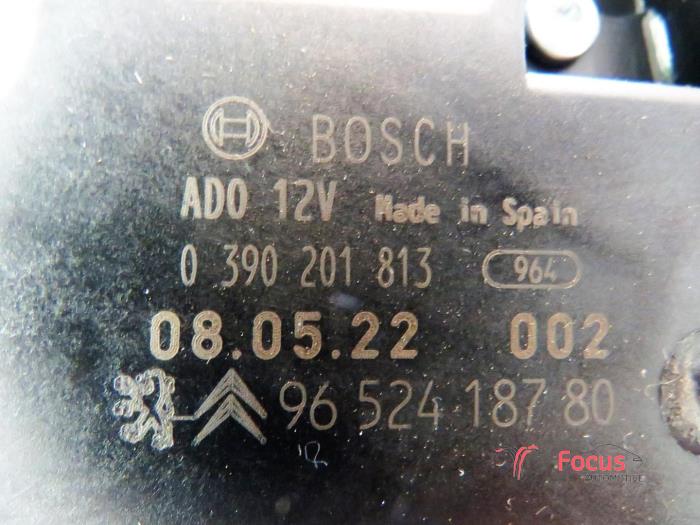 BOSCH
ADO 12V Made in Spain
0 390 201 813 964
08.05.22 002
96 524 187 80
Focus
AUTOMOTIVE